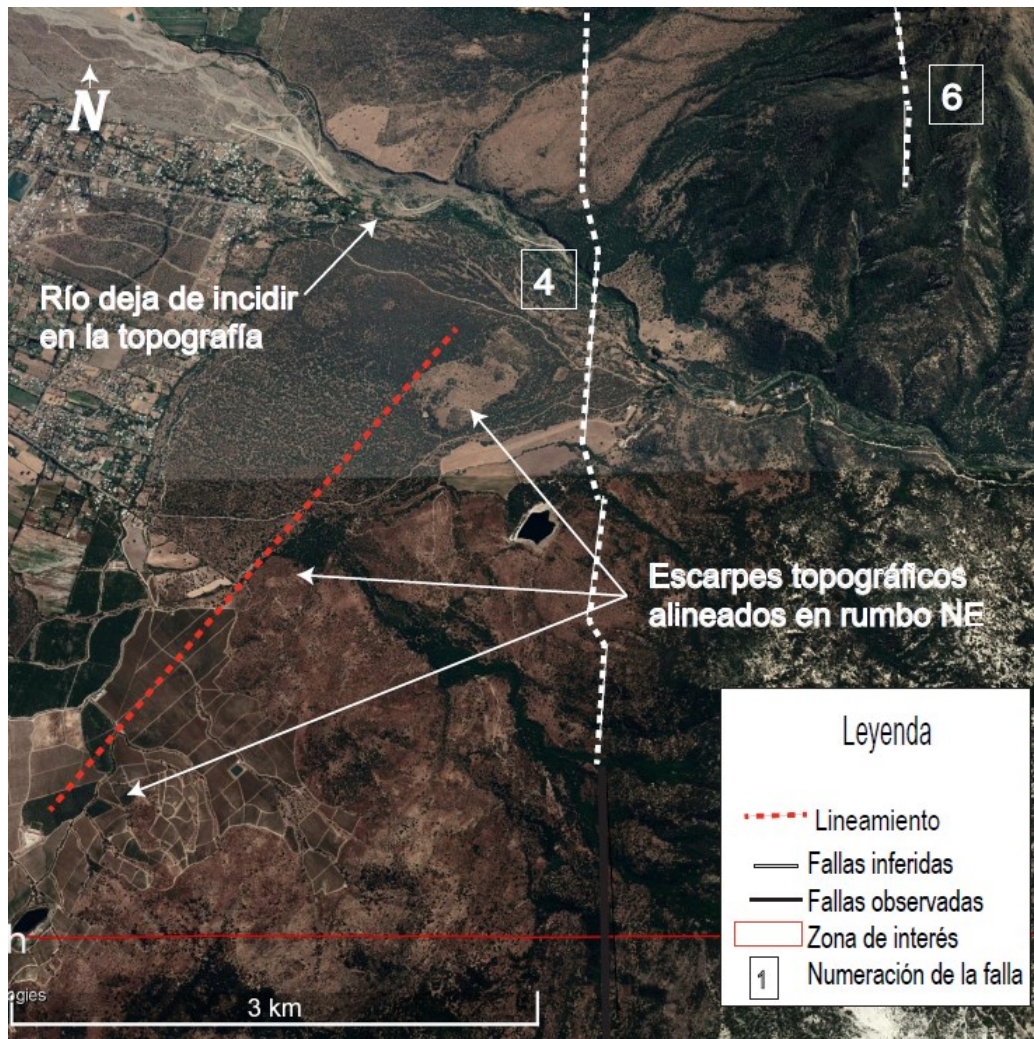 N
6
4
Río deja de incidir
en la topografía
Escarpes topográficos
alineados en rumbo NE
Leyenda
Lineamiento
Fallas inferidas
Fallas observadas
Zona de interés
1 Numeración de la falla
ogies
3 km